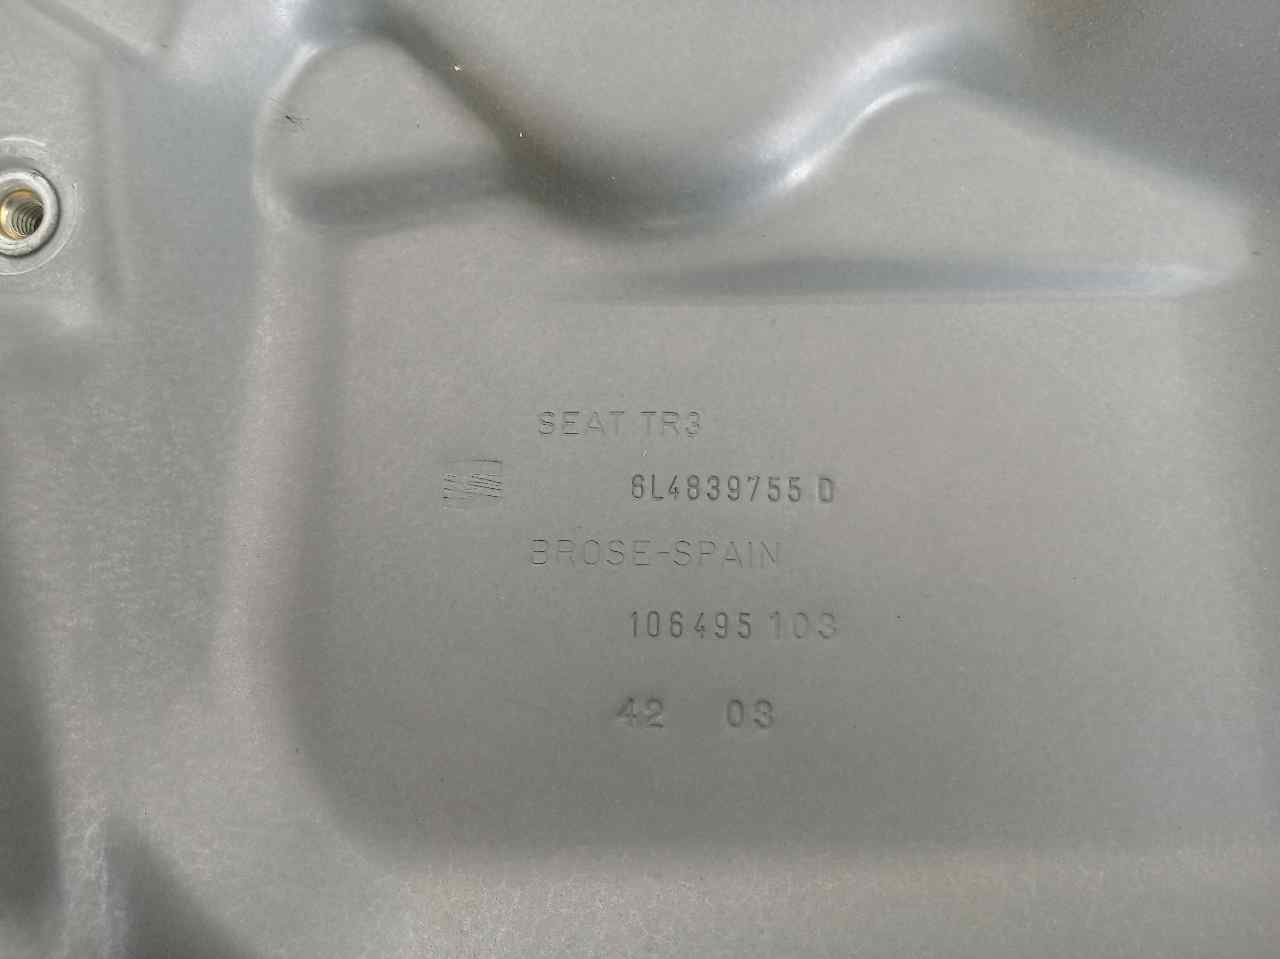 SEAT TR3
6L4839755 D
BROSE-SPAIN
106495 103
42 03